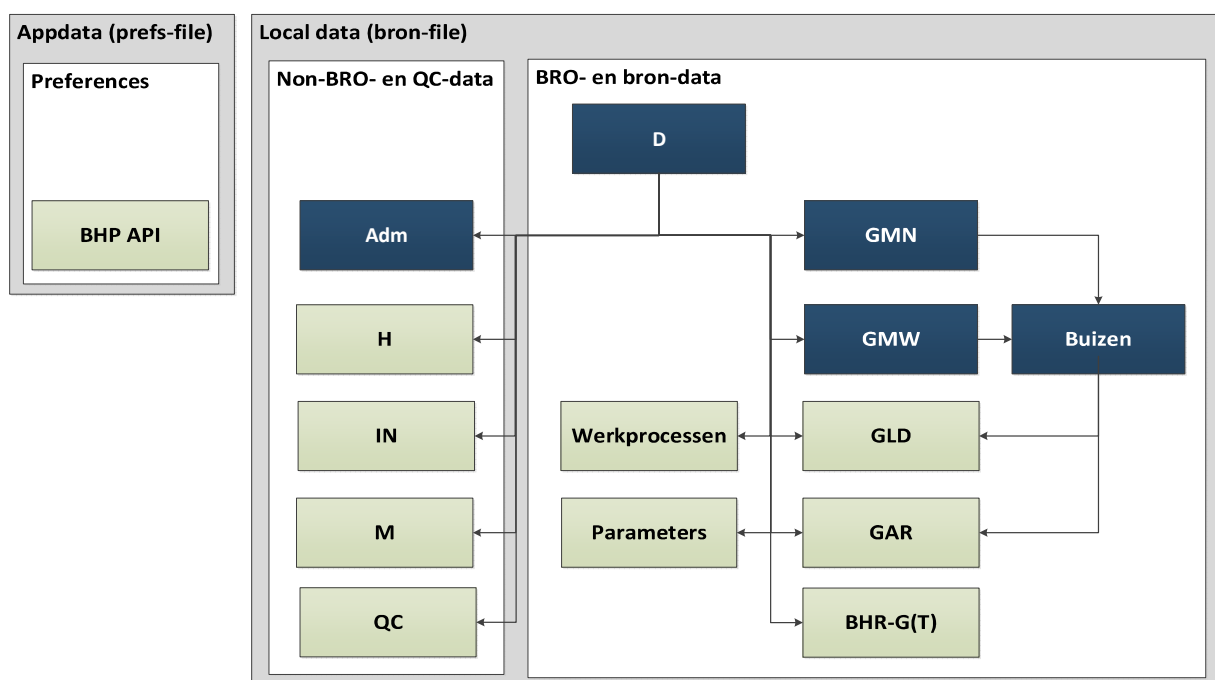 Appdata (prefs-file)
Preferences
BHP API
Local data (bron-file)
Non-BRO- en QC-data
Adm
H
IN
M
QC
BRO- en bron-data
D
GMN
GMW
Buizen
Werkprocessen
GLD
Parameters
GAR
BHR-G(T)